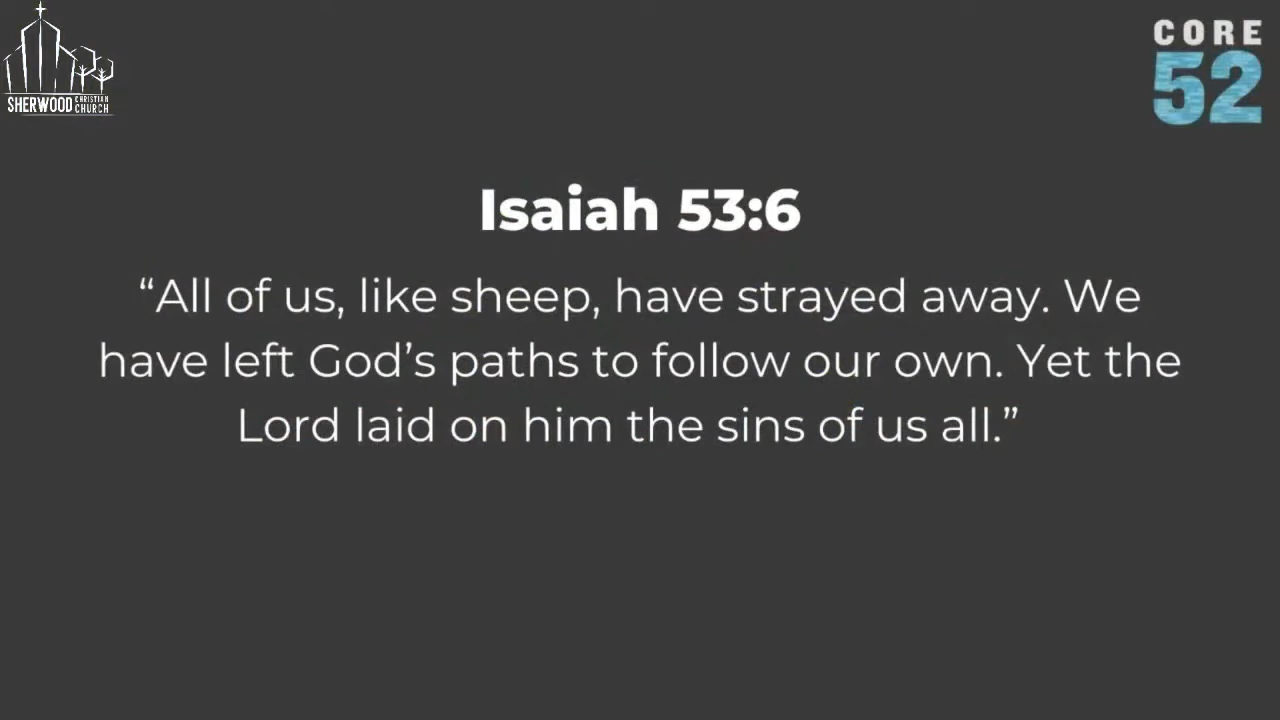 SHERWOOD CHRISTIAN CHURCH
CORE
52
Isaiah 53:6
“All of us, like sheep, have strayed away. We
have left God’s paths to follow our own. Yet the
Lord laid on him the sins of us all.”